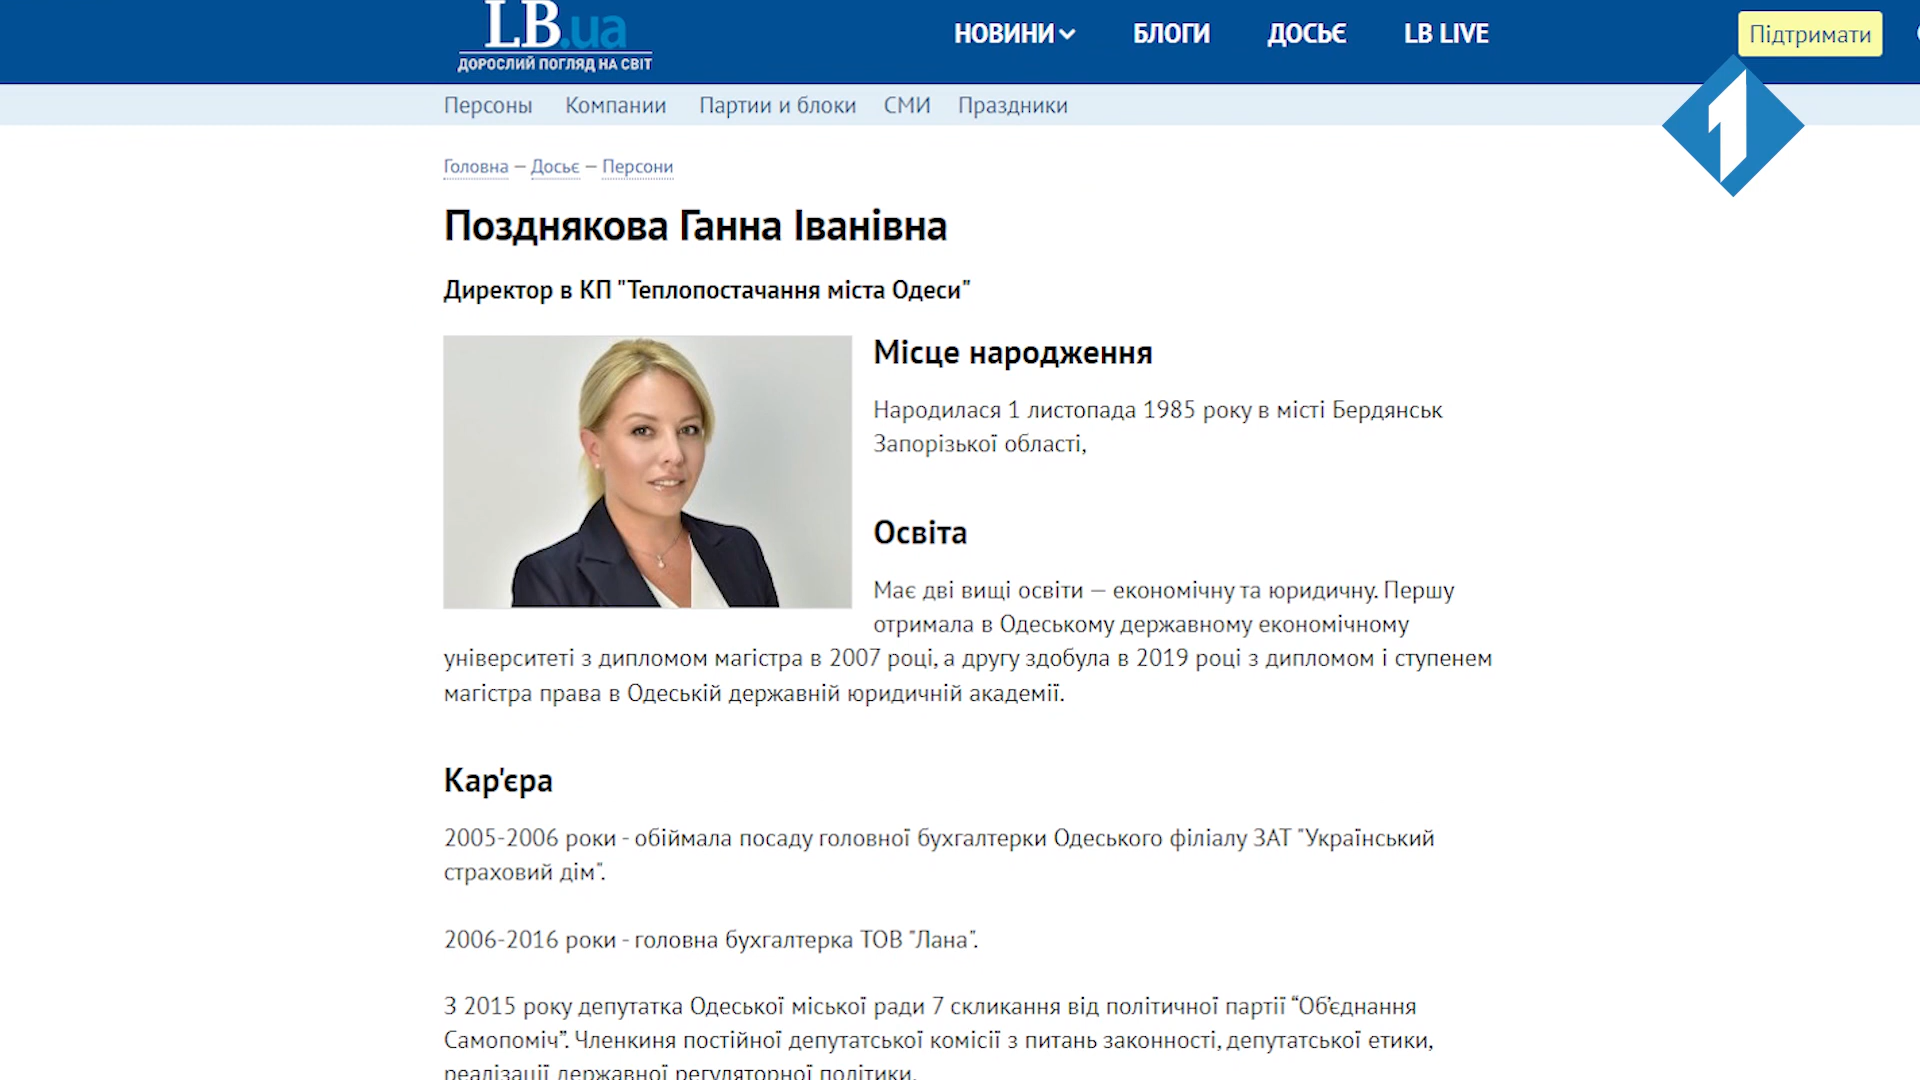 LB.ua
ДОРОСЛИЙ ПОГЛЯД НА СВІТ
НОВИНИ БЛОГИ ДОСЬЄ LB LIVE Підтримати
1
Персоны Компании Партии и блоки СМИ Праздники
Головна — Досьє — Персони
Позднякова Ганна Іванівна
Директор в КП "Теплопостачання міста Одеси"
Місце народження
Народилася 1 листопада 1985 року в місті Бердянськ
Запорізької області,
Освіта
Має дві вищі освіти — економічну та юридичну. Першу
отримала в Одеському державному економічному
університеті з дипломом магістра в 2007 році, а другу здобула в 2019 році з дипломом і ступенем
магістра права в Одеській державній юридичній академії.
Кар'єра
2005-2006 роки - обіймала посаду головної бухгалтерки Одеського філіалу ЗАТ "Український
страховий дім".
2006-2016 роки - головна бухгалтерка ТОВ "Лана".
З 2015 року депутатка Одеської міської ради 7 скликання від політичної партії “Об’єднання
Самопоміч”. Членкиня постійної депутатської комісії з питань законності, депутатської етики,
реалізації державної регуляторної політики.